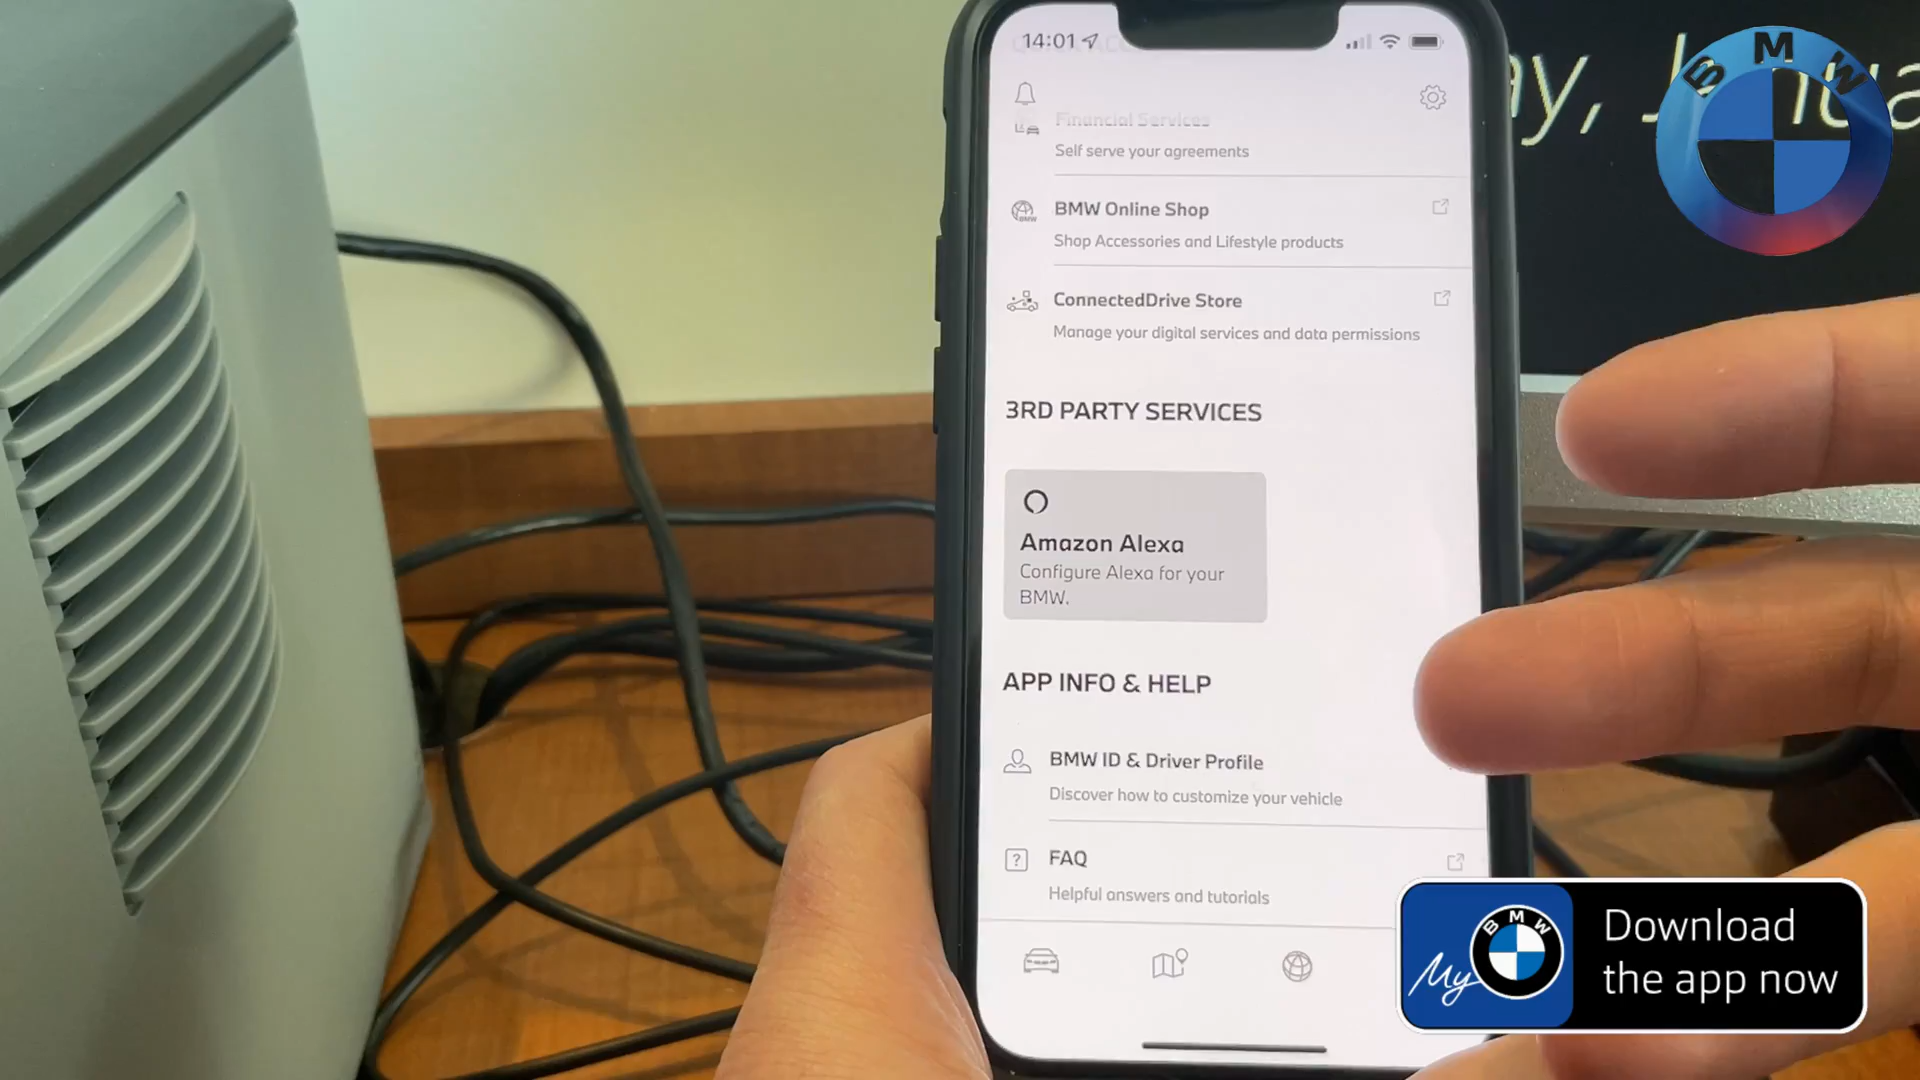 14:01
Financial Services
Self serve your agreements
BMW Online Shop
Shop Accessories and Lifestyle products
ConnectedDrive Store
Manage your digital services and data permissions
3RD PARTY SERVICES
Amazon Alexa
Configure Alexa for your
BMW.
APP INFO & HELP
BMW ID & Driver Profile
Discover how to customize your vehicle
FAQ
Helpful answers and tutorials
BMW
My BMW
Download
the app now